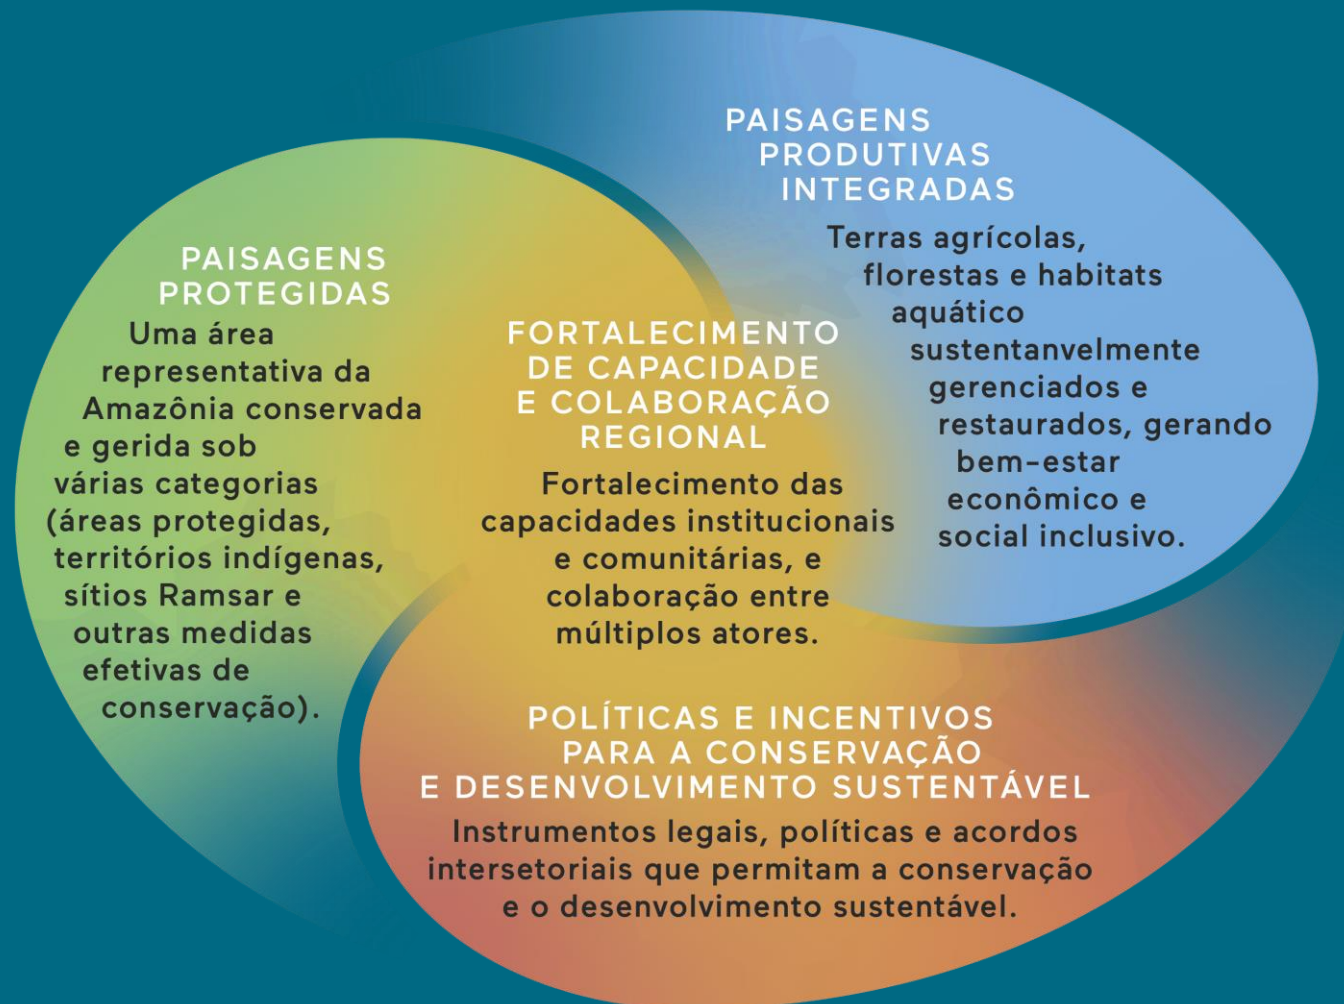 PAISAGENS
PROTEGIDAS
Uma área
representativa da
Amazônia conservada
e gerida sob
várias categorias
(áreas protegidas,
territórios indígenas,
sítios Ramsar e
outras medidas
efetivas de
conservação).
FORTALECIMENTO
DE CAPACIDADE
E COLABORAÇÃO
REGIONAL
Fortalecimento das
capacidades institucionais
e comunitárias, e
colaboração entre
múltiplos atores.
PAISAGENS
PRODUTIVAS
INTEGRADAS
Terras agrícolas,
florestas e habitats
aquático
sustentanvelmente
gerenciados e
restaurados, gerando
bem-estar
econômico e
social inclusivo.
POLÍTICAS E INCENTIVOS
PARA A CONSERVAÇÃO
E DESENVOLVIMENTO SUSTENTÁVEL
Instrumentos legais, políticas e acordos
intersetoriais que permitam a conservação
e o desenvolvimento sustentável.